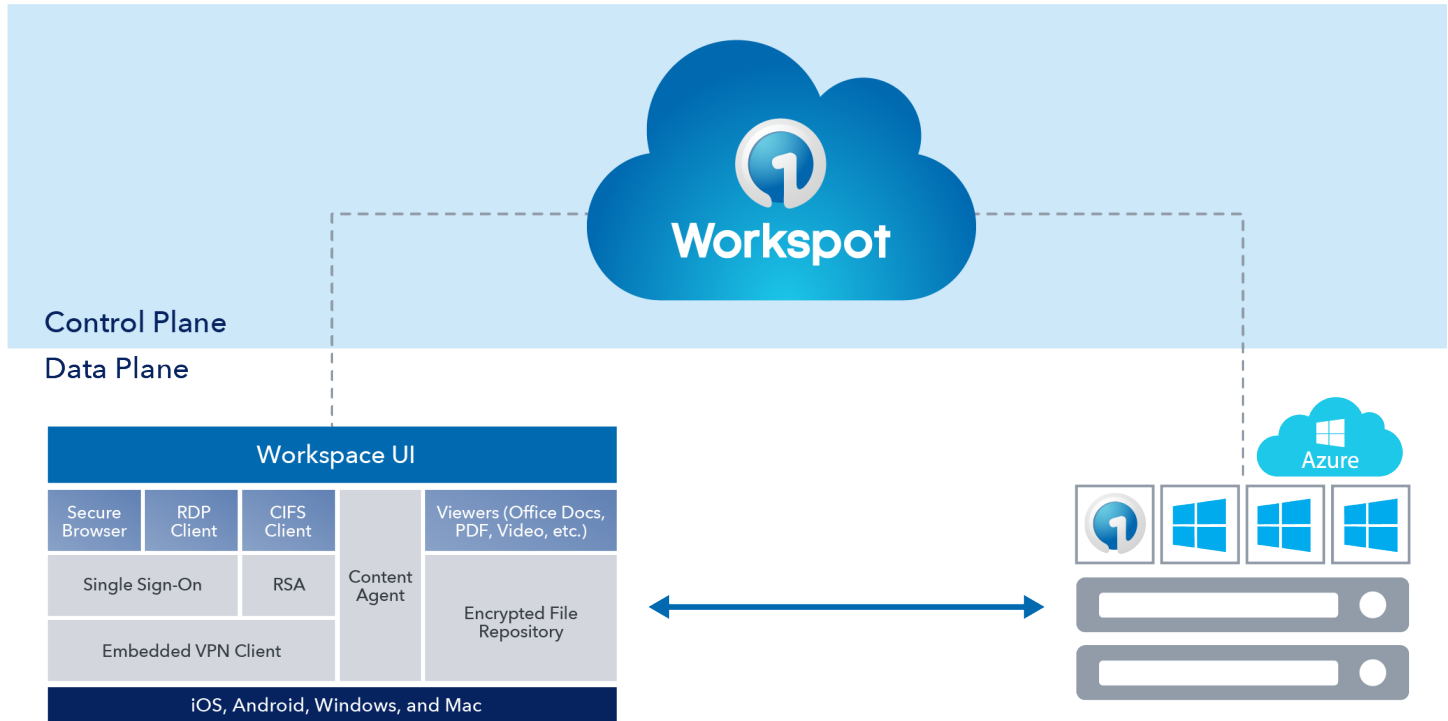 Workspot
Control Plane
Data Plane
Azure
Workspace UI
Secure
Browser
RDP
Client
CIFS
Client
Content
Agent
Viewers (Office Docs,
PDF, Video, etc.)
Single Sign-On
RSA
Encrypted File
Repository
Embedded VPN Client
iOS, Android, Windows, and Mac